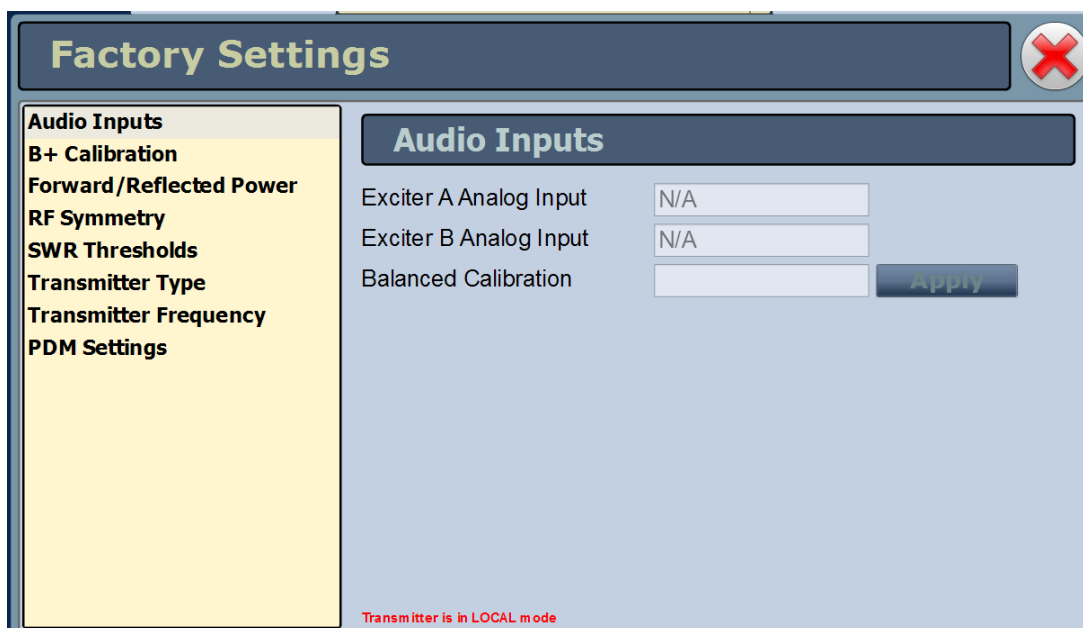 Factory Settings
Audio Inputs
B+ Calibration
Forward/Reflected Power
RF Symmetry
SWR Thresholds
Transmitter Type
Transmitter Frequency
PDM Settings
Audio Inputs
Exciter A Analog Input N/A
Exciter B Analog Input N/A
Balanced Calibration Apply
Transmitter is in LOCAL mode